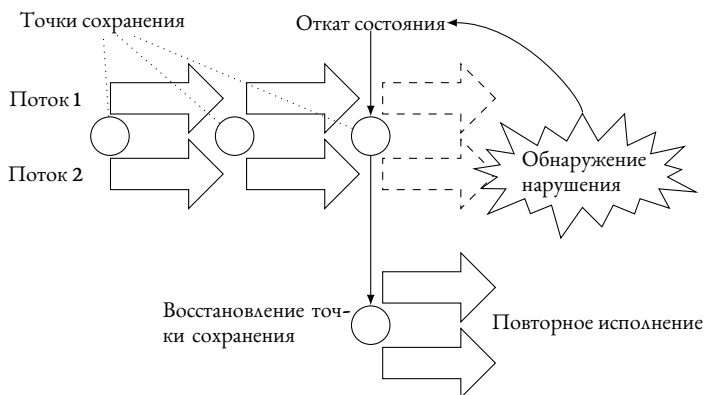 Точки сохранения
Откат состояния
Поток 1
Поток 2
Обнаружение
нарушения
Восстановление точ-
ки сохранения
Повторное исполнение